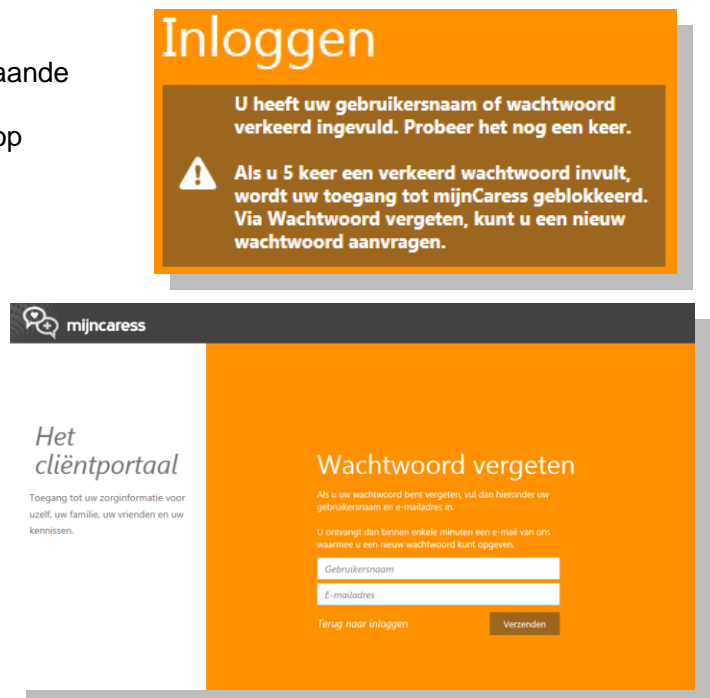 aande
op
Inloggen
U heeft uw gebruikersnaam of wachtwoord
verkeerd ingevuld. Probeer het nog een keer.
Als u 5 keer een verkeerd wachtwoord invult,
wordt uw toegang tot mijnCaress geblokkeerd.
Via Wachtwoord vergeten, kunt u een nieuw
wachtwoord aanvragen.
mijncaress
Het
cliëntportaal
Toegang tot uw zorginformatie voor
uzelf, uw familie, uw vrienden en uw
kennissen.
Wachtwoord vergeten
Als u uw wachtwoord bent vergeten, vul dan hieronder uw
gebruikersnaam en e-mailadres in.
U ontvangt dan binnen enkele minuten een e-mail van ons
waarmee u een nieuw wachtwoord kunt opgeven.
Gebruikersnaam
E-mailadres
Terug naar inloggen
Verzenden